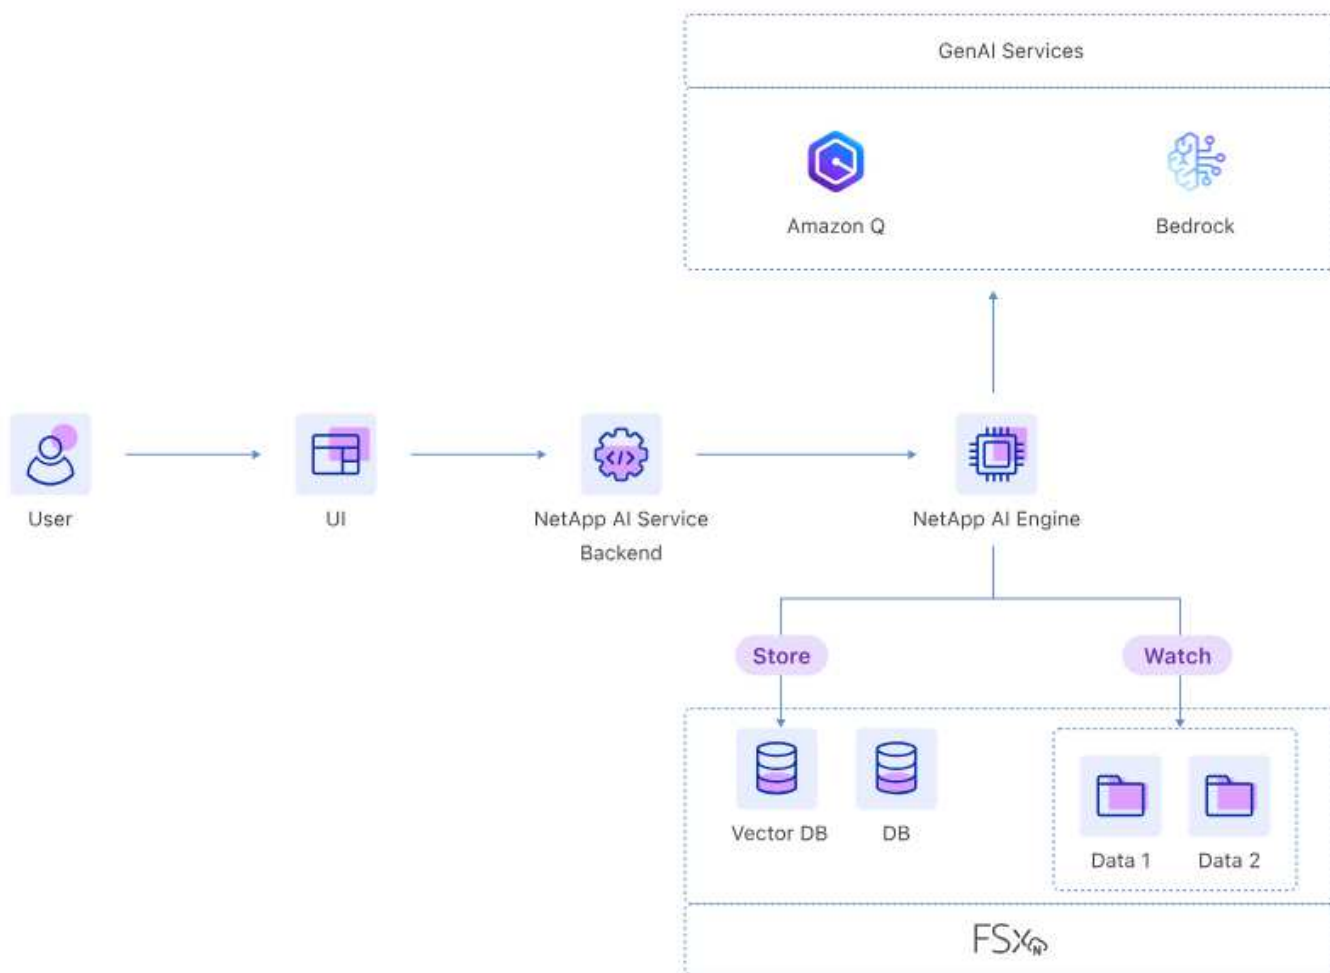 GenAI Services
Amazon Q
Bedrock
User
UI
NetApp AI Service
Backend
NetApp AI Engine
Store
Watch
Vector DB
DB
Data 1
Data 2
FSx
N